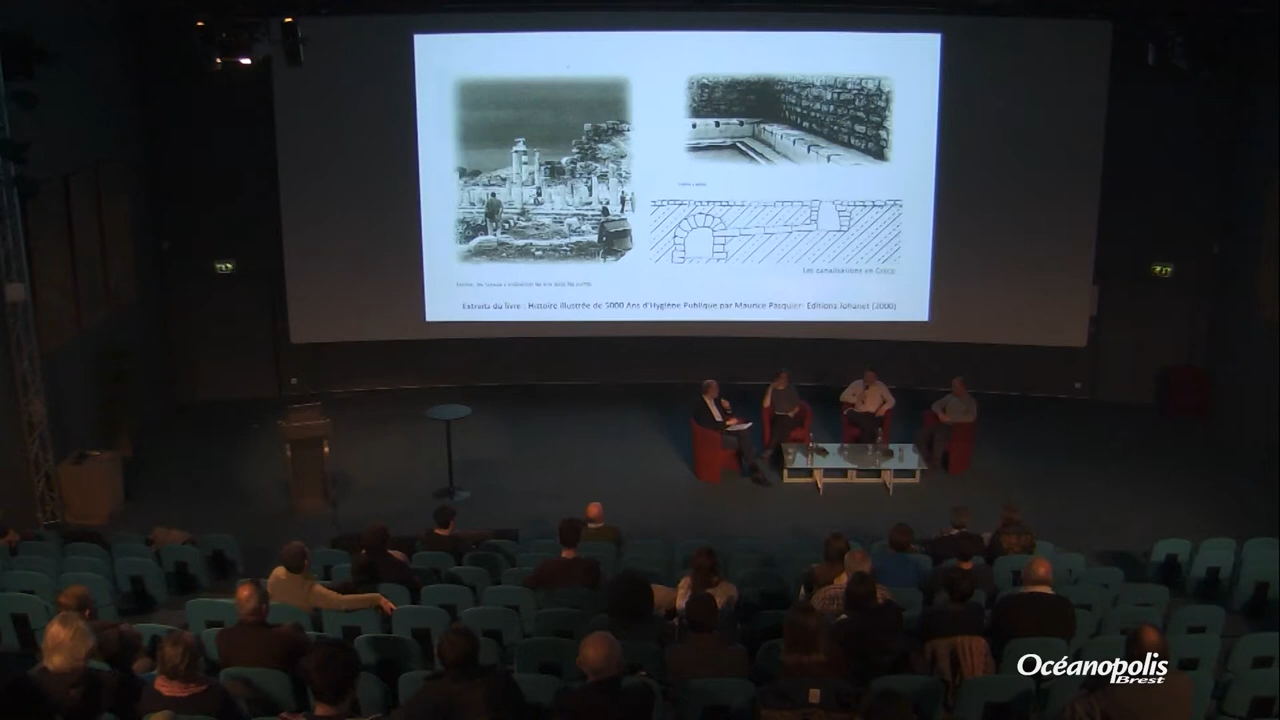 Les canalisations en Grèce
Extraits du livre : Histoire illustrée de 5000 Ans d'Hygiène Publique par Maurice Pasquier- Editions Johanet (2000)
Océanopolis
Brest